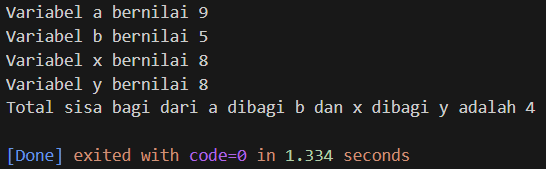 Variabel a bernilai 9
Variabel b bernilai 5
Variabel x bernilai 8
Variabel y bernilai 8
Total sisa bagi dari a dibagi b dan x dibagi y adalah 4
[Done] exited with code=0 in 1.334 seconds